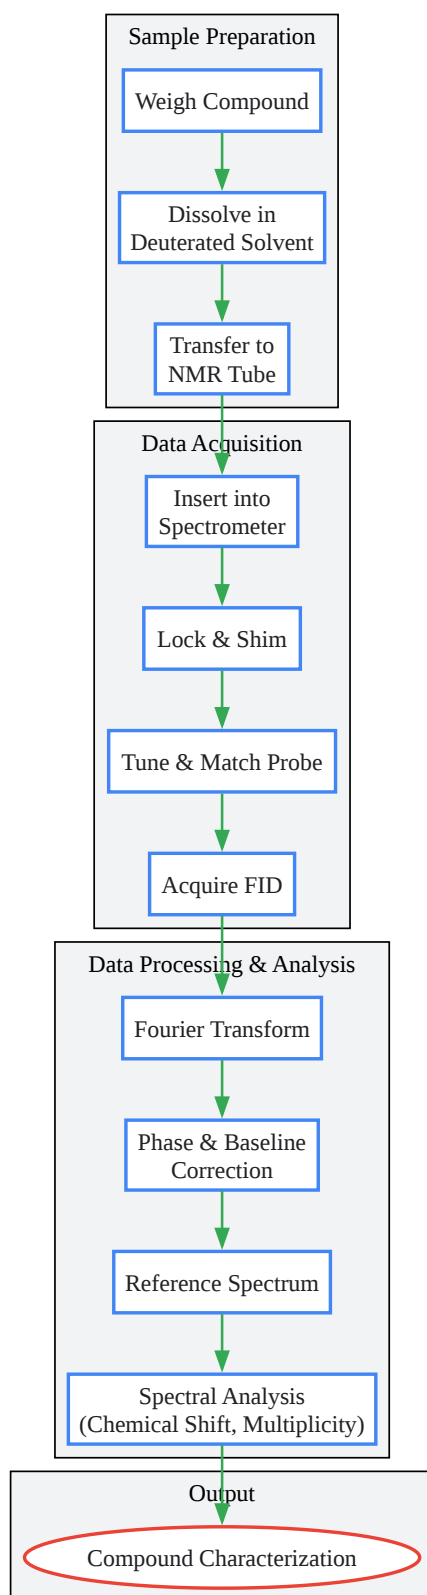 Sample Preparation
Weigh Compound
Dissolve in
Deuterated Solvent
Transfer to
NMR Tube
Data Acquisition
Insert into
Spectrometer
Lock & Shim
Tune & Match Probe
Acquire FID
Data Processing & Analysis
Fourier Transform
Phase & Baseline
Correction
Reference Spectrum
Spectral Analysis
(Chemical Shift, Multiplicity)
Output
Compound Characterization